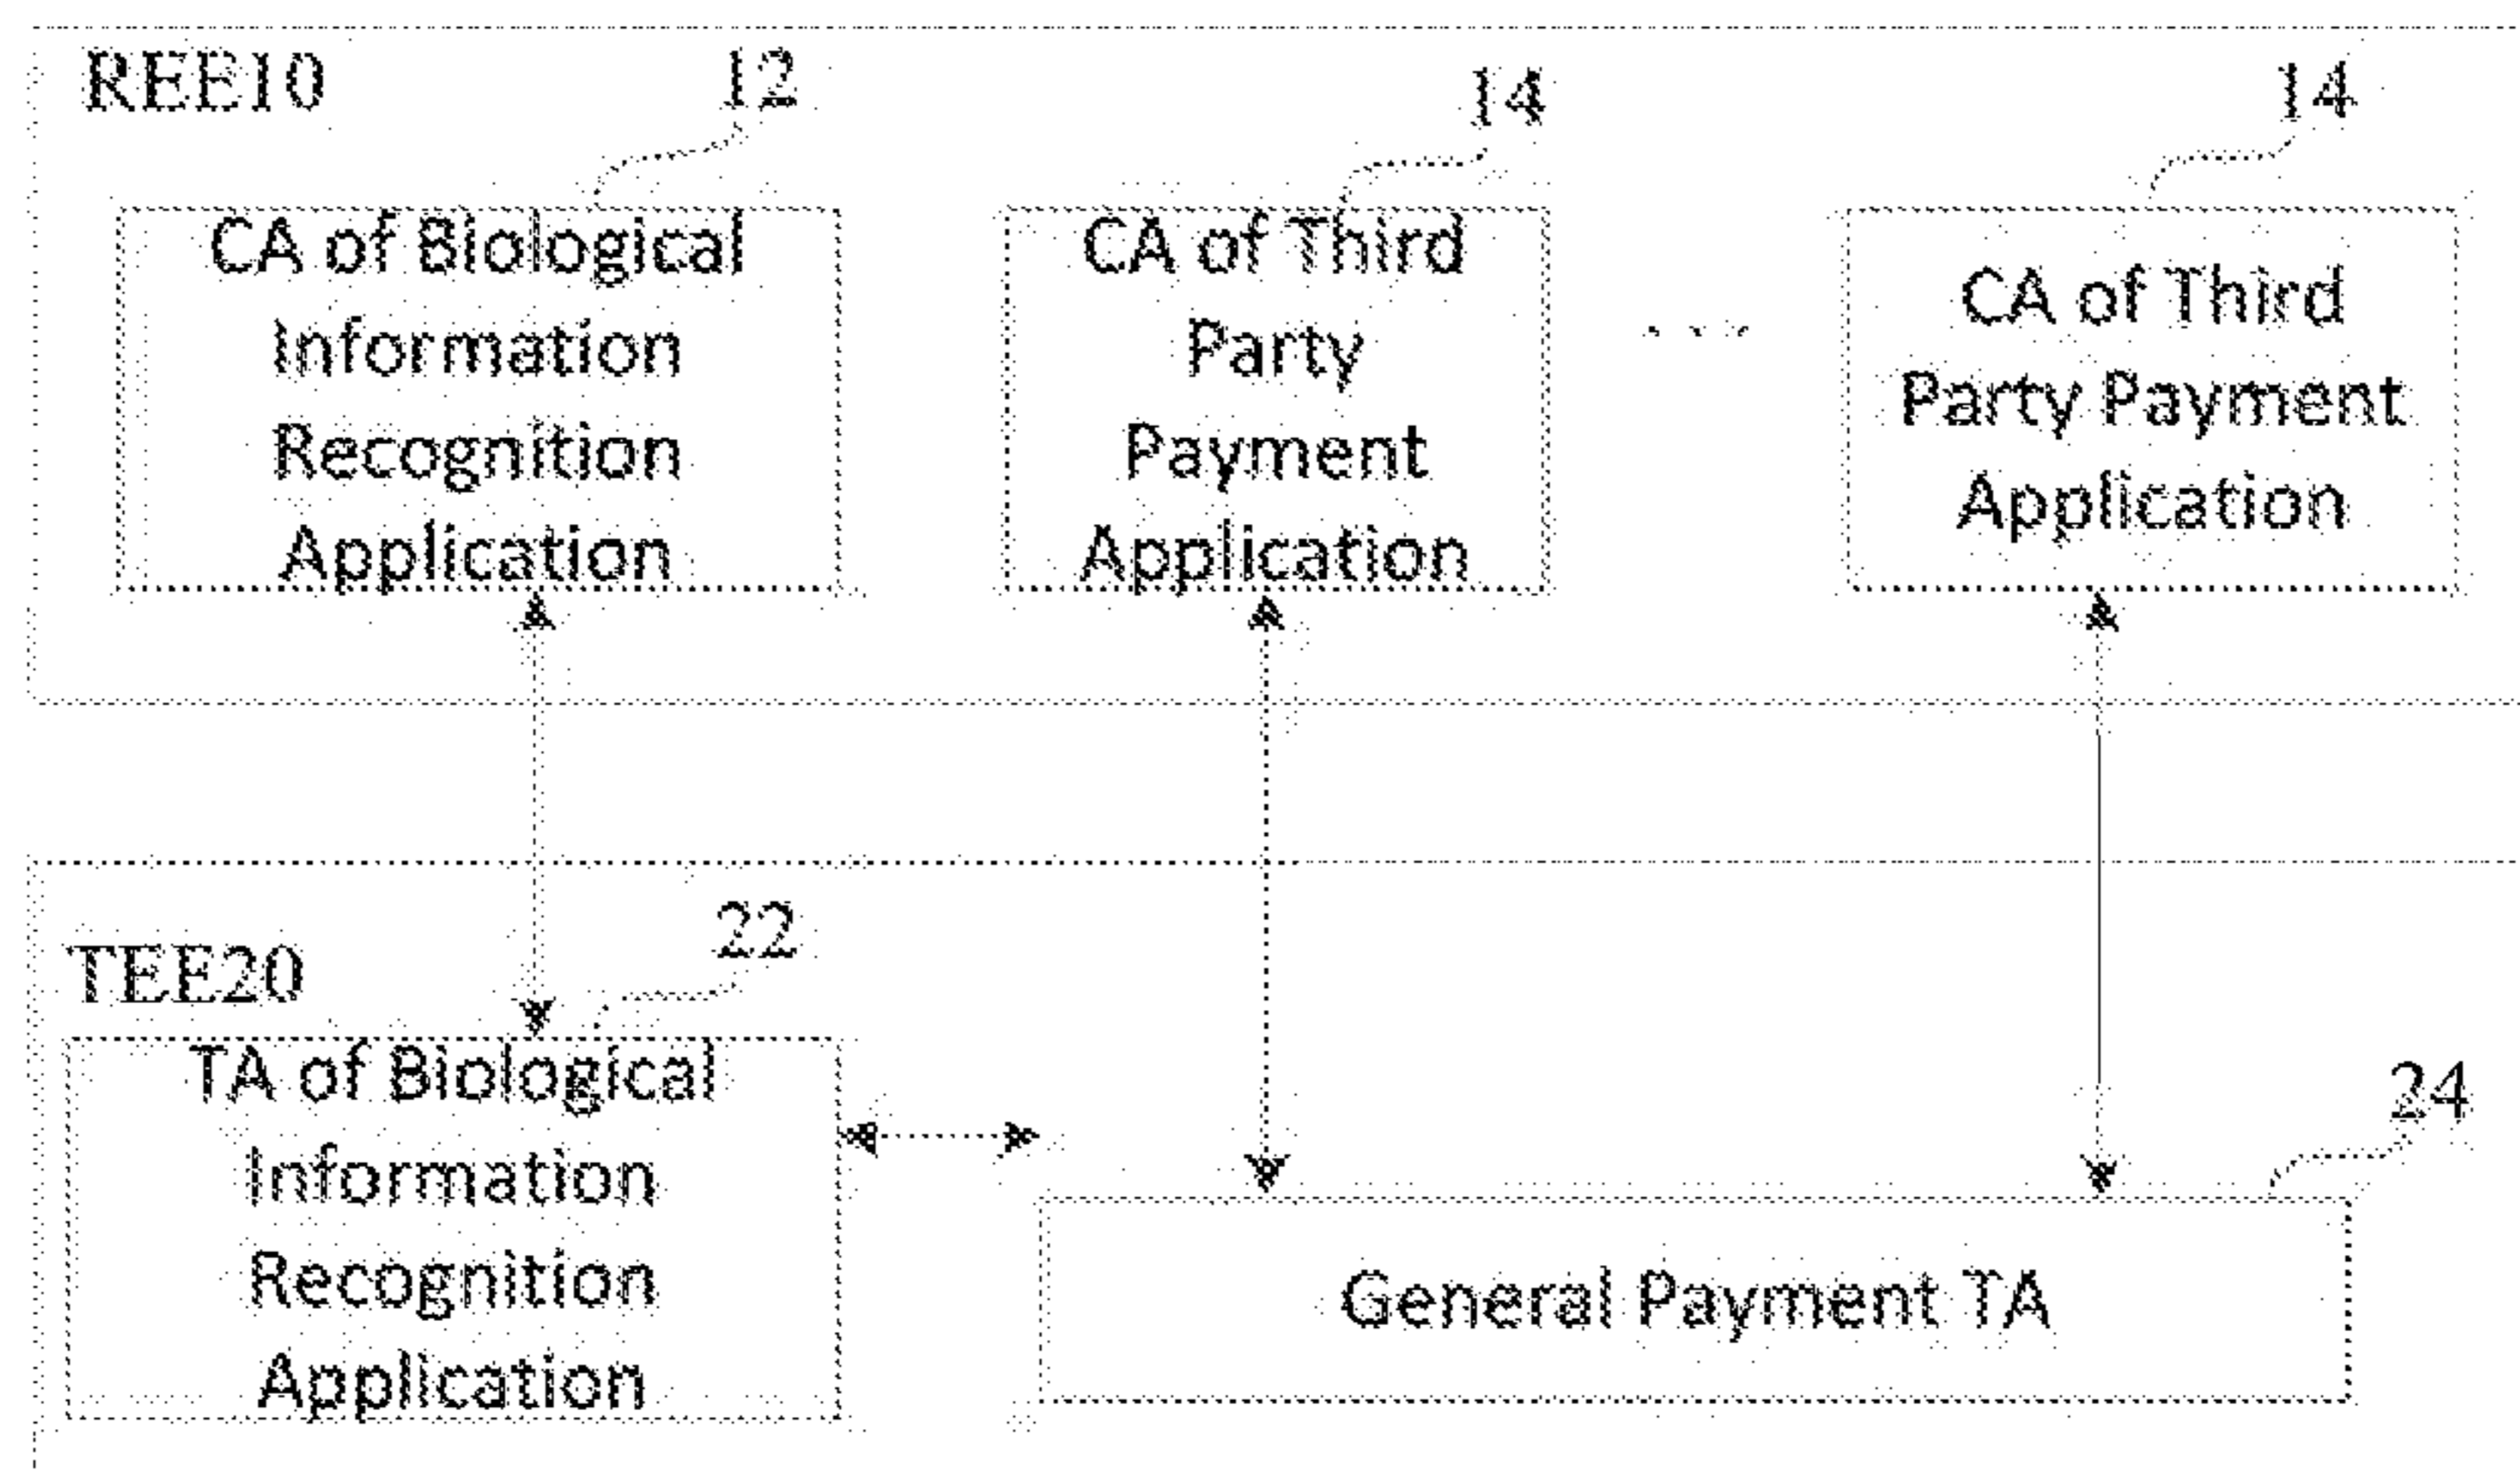 REE10
12
14
14
CA of Biological
Information
Recognition
Application
CA of Third
Party
Payment
Application
CA of Third
Party Payment
Application
TEE20
22
24
TA of Biological
Information
Recognition
Application
General Payment TA